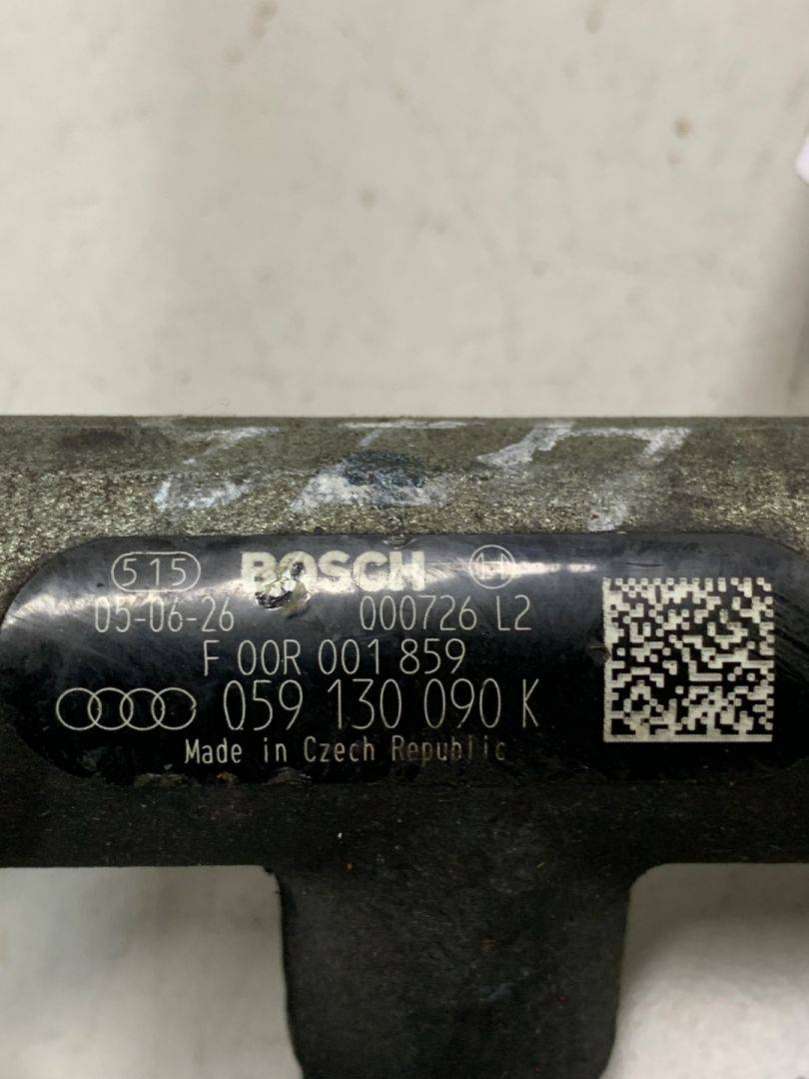 515 BOSCH H
05-06-26 000726 L2
F 00R 001 859
059 130 090 K
Made in Czech Republic